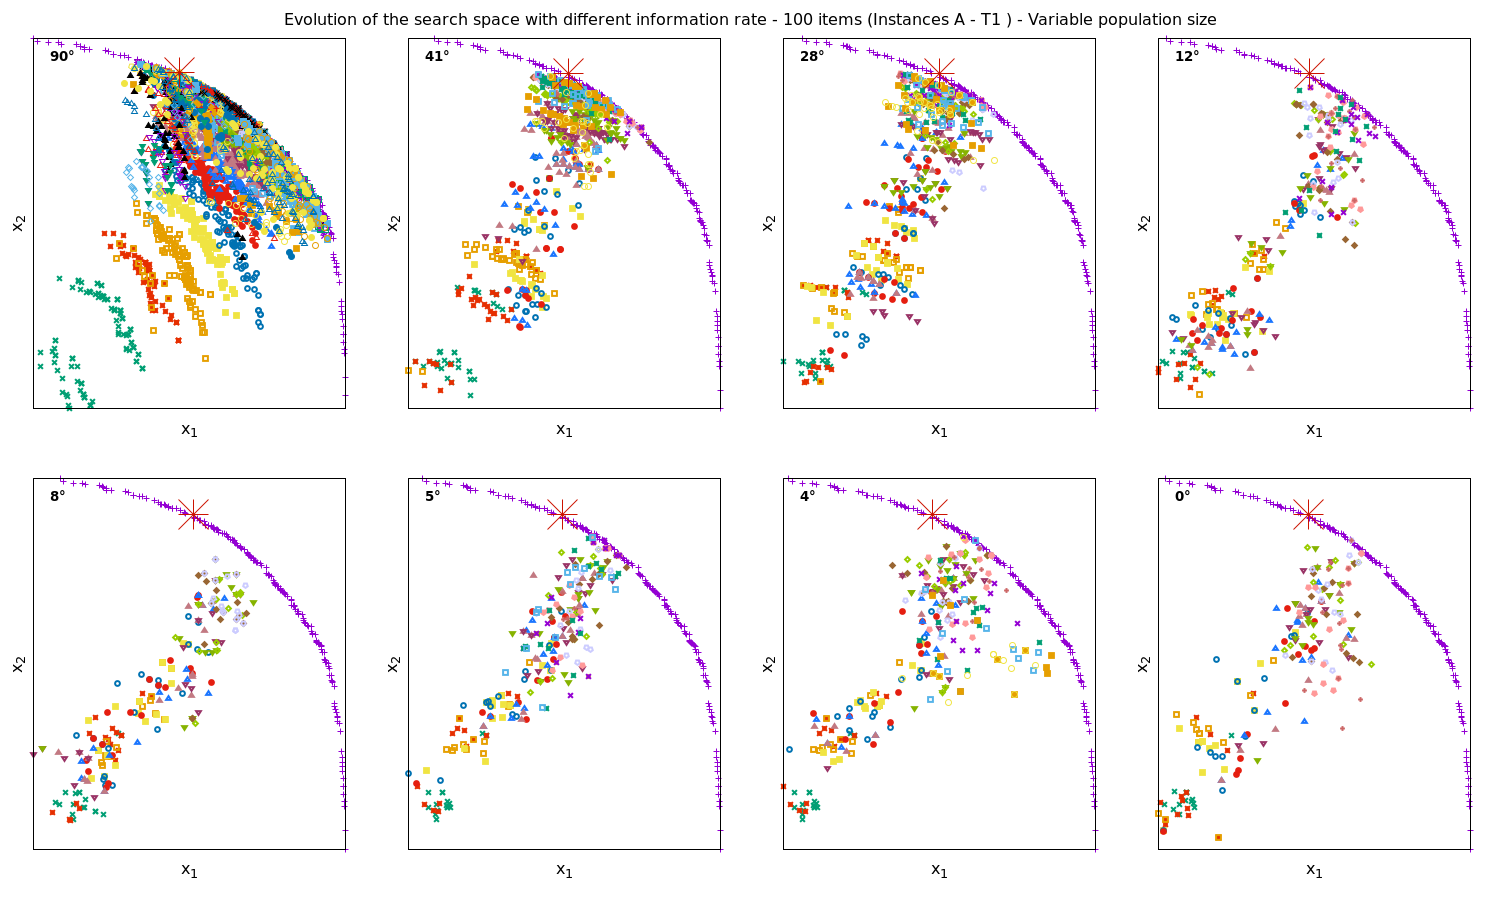 Evolution of the search space with different information rate - 100 items (Instances A - T1 ) - Variable population size
90°
x2
x1
41°
x2
x1
28°
x2
x1
12°
x2
x1
8°
x2
x1
5°
x2
x1
4°
x2
x1
0°
x2
x1